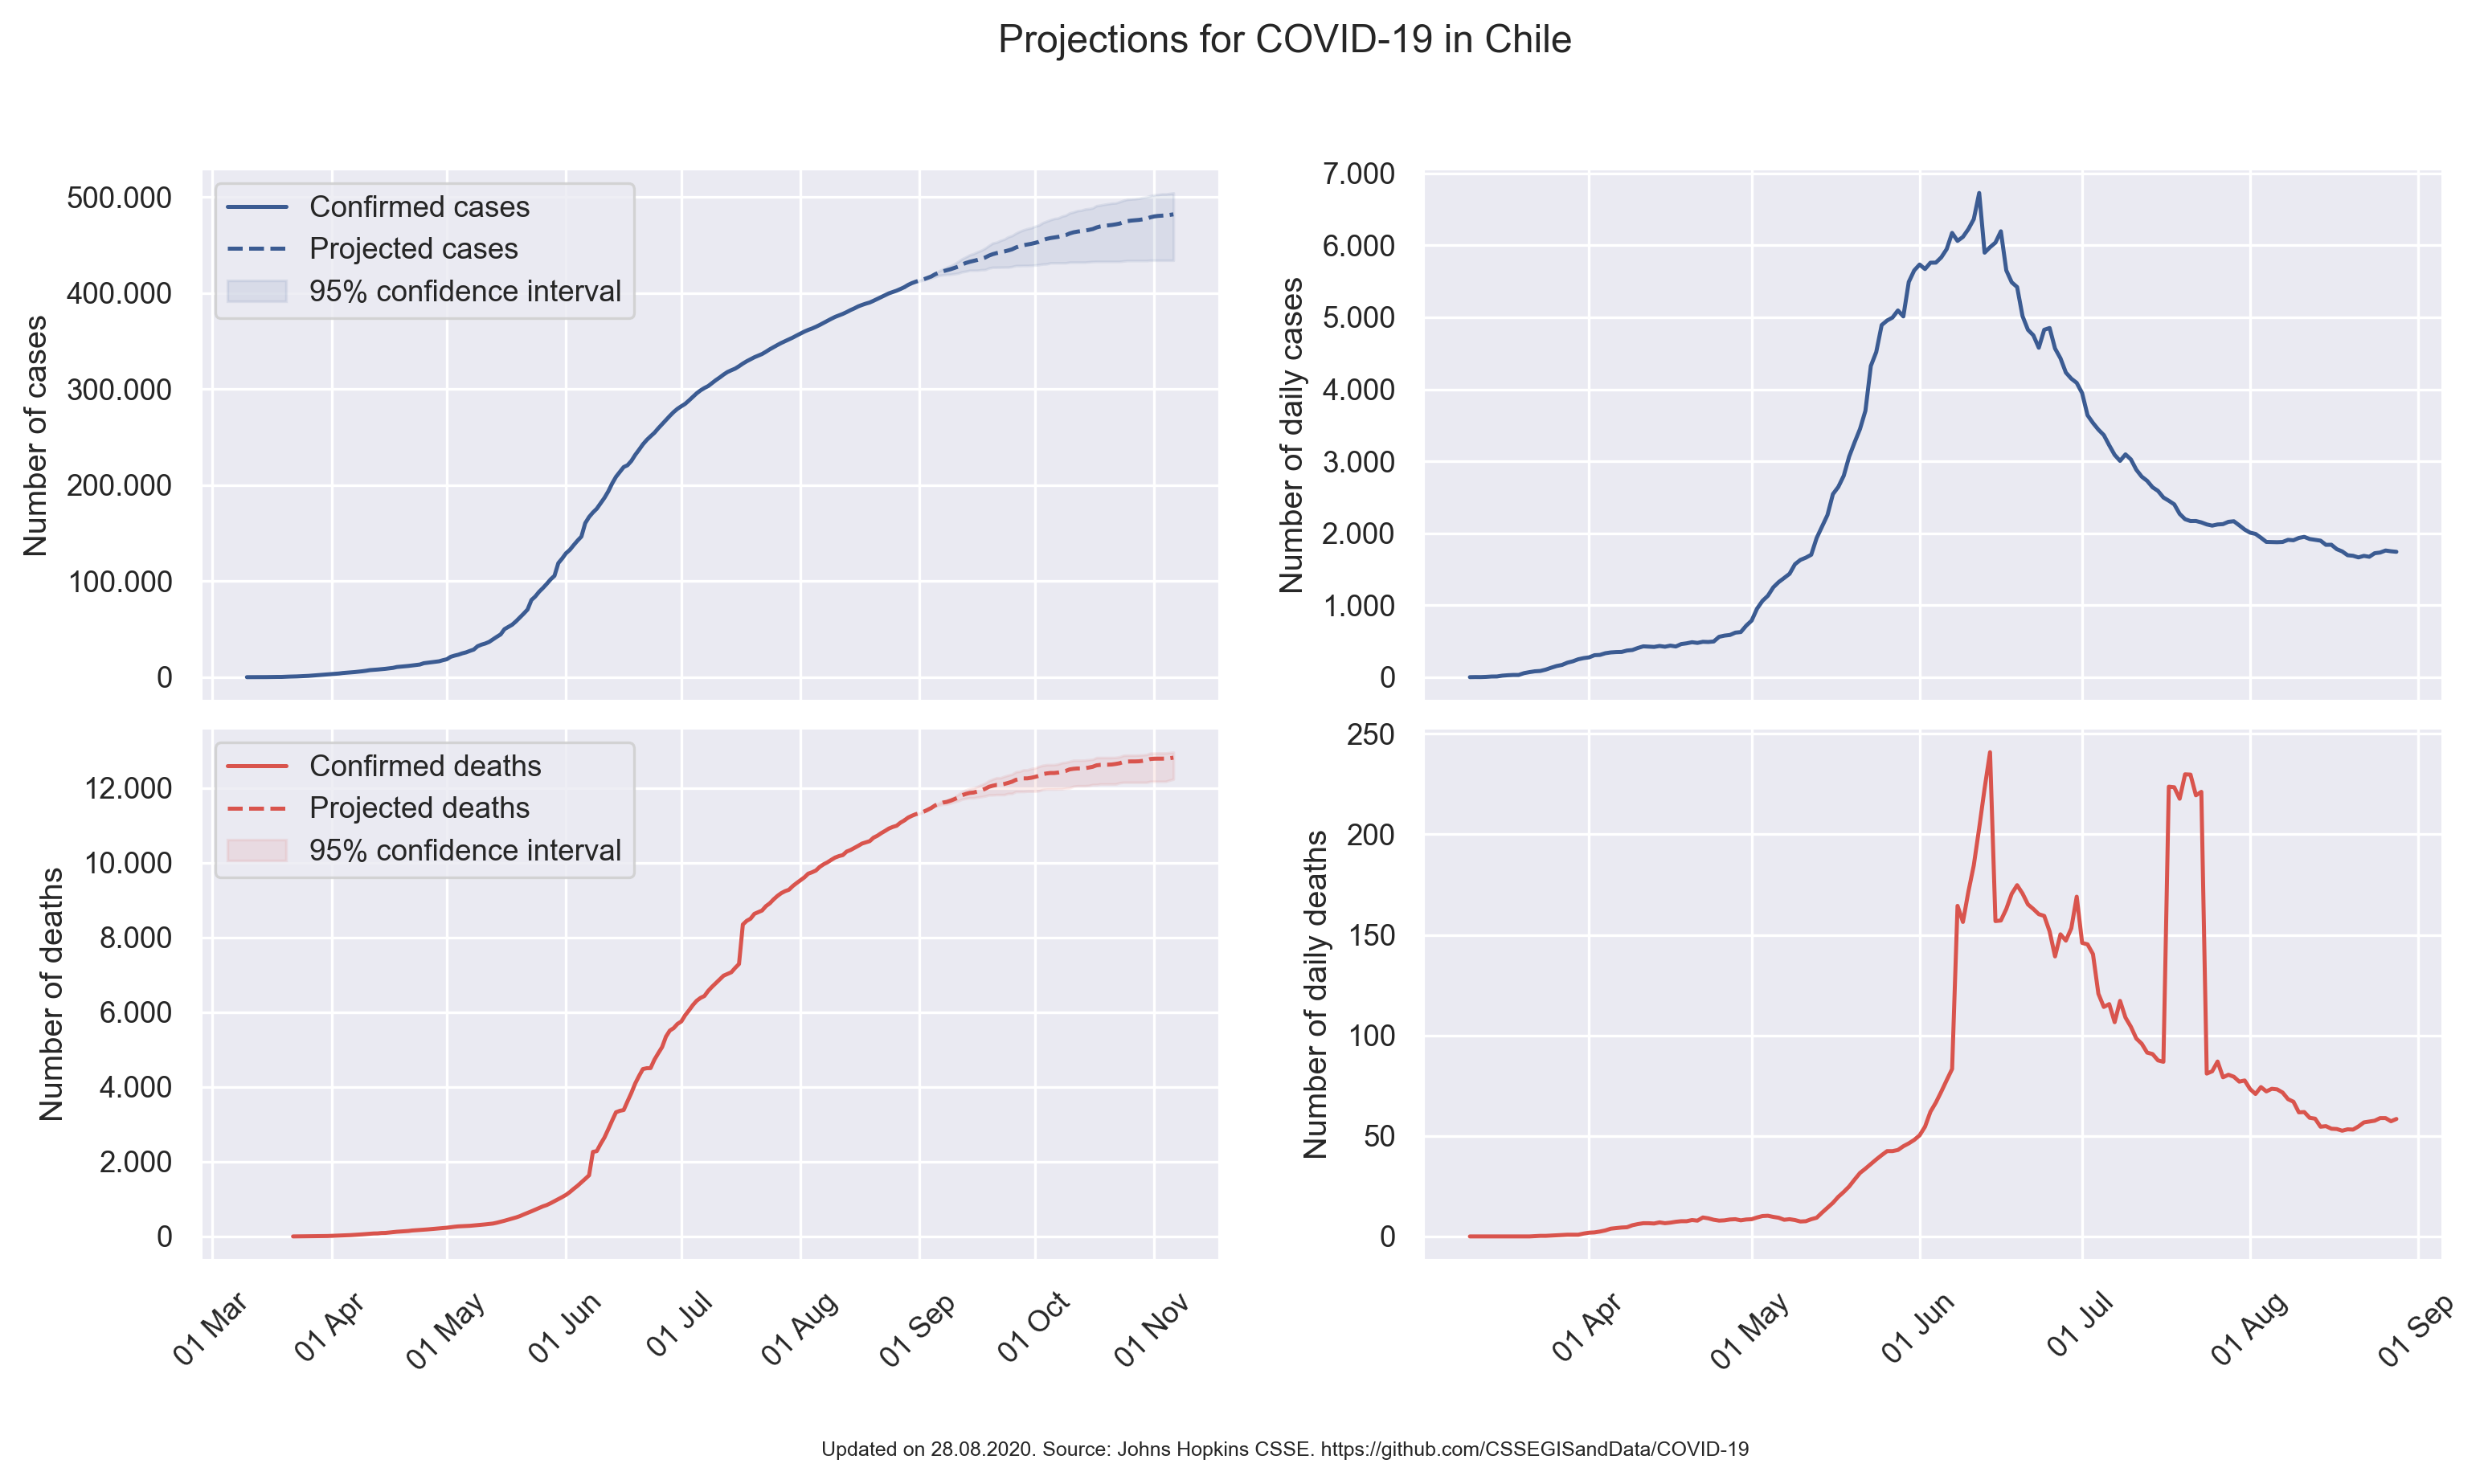 Projections for COVID-19 in Chile
Number of cases
500.000
400.000
300.000
200.000
100.000
0
Confirmed cases
Projected cases
95% confidence interval
Number of daily cases
7.000
6.000
5.000
4.000
3.000
2.000
1.000
0
Number of deaths
12.000
10.000
8.000
6.000
4.000
2.000
0
Confirmed deaths
Projected deaths
95% confidence interval
01 Mar
01 Apr
01 May
01 Jun
01 Jul
01 Aug
01 Sep
01 Oct
01 Nov
Number of daily deaths
250
200
150
100
50
0
01 Apr
01 May
01 Jun
01 Jul
01 Aug
01 Sep
Updated on 28.08.2020. Source: Johns Hopkins CSSE. https://github.com/CSSEGISandData/COVID-19